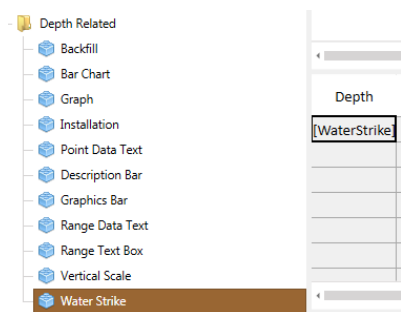 Depth Related
Backfill
Bar Chart
Graph
Installation
Point Data Text
Description Bar
Graphics Bar
Range Data Text
Range Text Box
Vertical Scale
Water Strike
Depth
[WaterStrike]